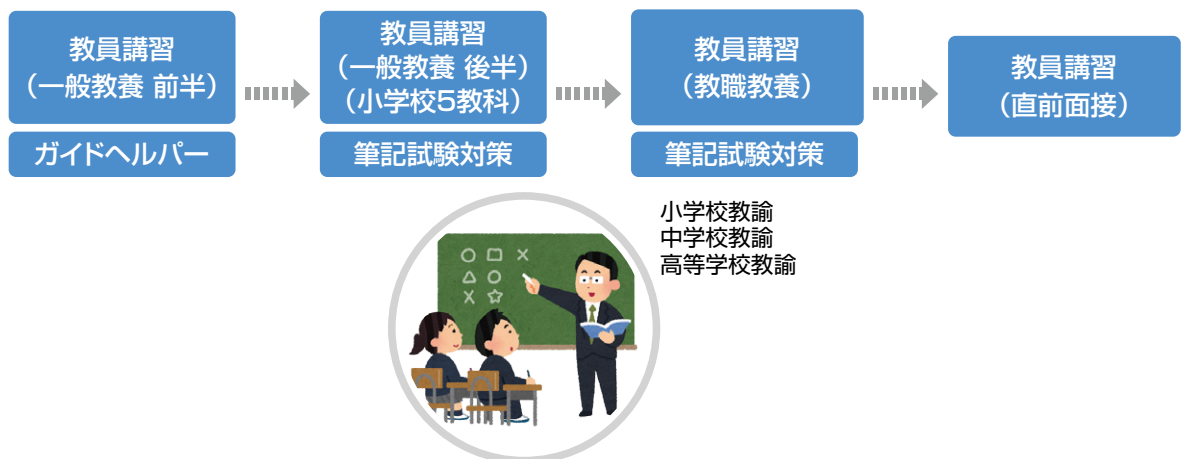 教員講習
（一般教養 前半）
ガイドヘルパー
教員講習
（一般教養 後半）
（小学校5教科）
筆記試験対策
教員講習
（教職教養）
筆記試験対策
教員講習
（直前面接）
小学校教諭
中学校教諭
高等学校教諭